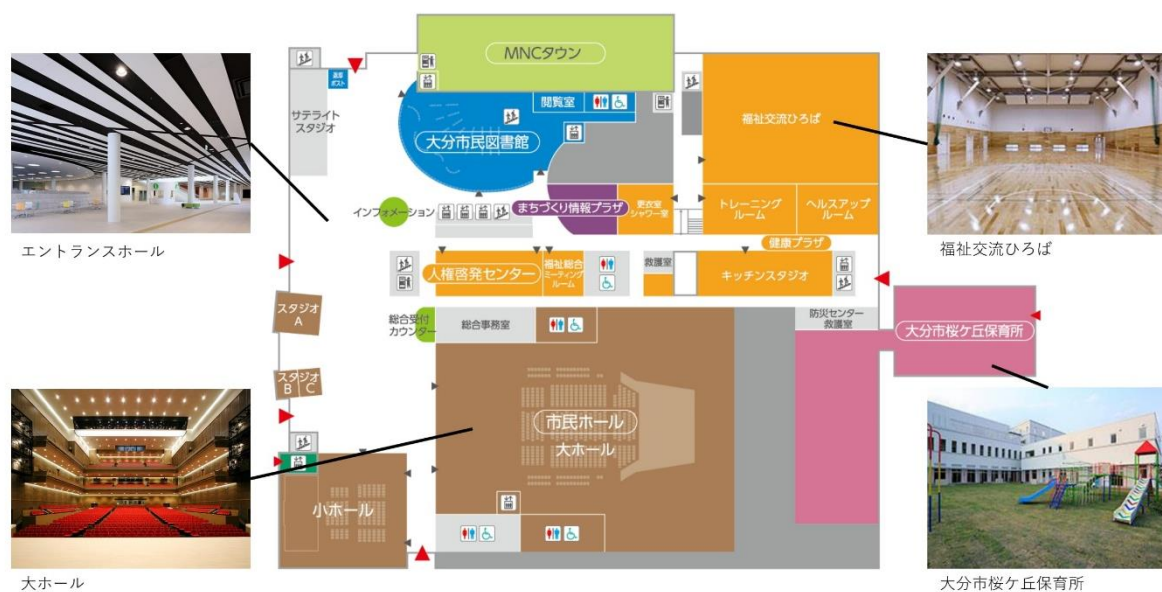 MNCタウン
返却
ポスト
サテライト
スタジオ
閲覧室
大分市民図書館
福祉交流ひろば
インフォメーション
まちづくり情報プラザ
更衣室
シャワー室
トレーニング
ルーム
ヘルスアップ
ルーム
健康プラザ
エントランスホール
福祉交流ひろば
人権啓発センター
福祉総合
ミーティング
ルーム
救護室
キッチンスタジオ
スタジオ
A
総合受付
カウンター
総合事務室
防災センター
救護室
大分市桜ケ丘保育所
スタジオ
B C
市民ホール
大ホール
小ホール
大ホール
大分市桜ケ丘保育所